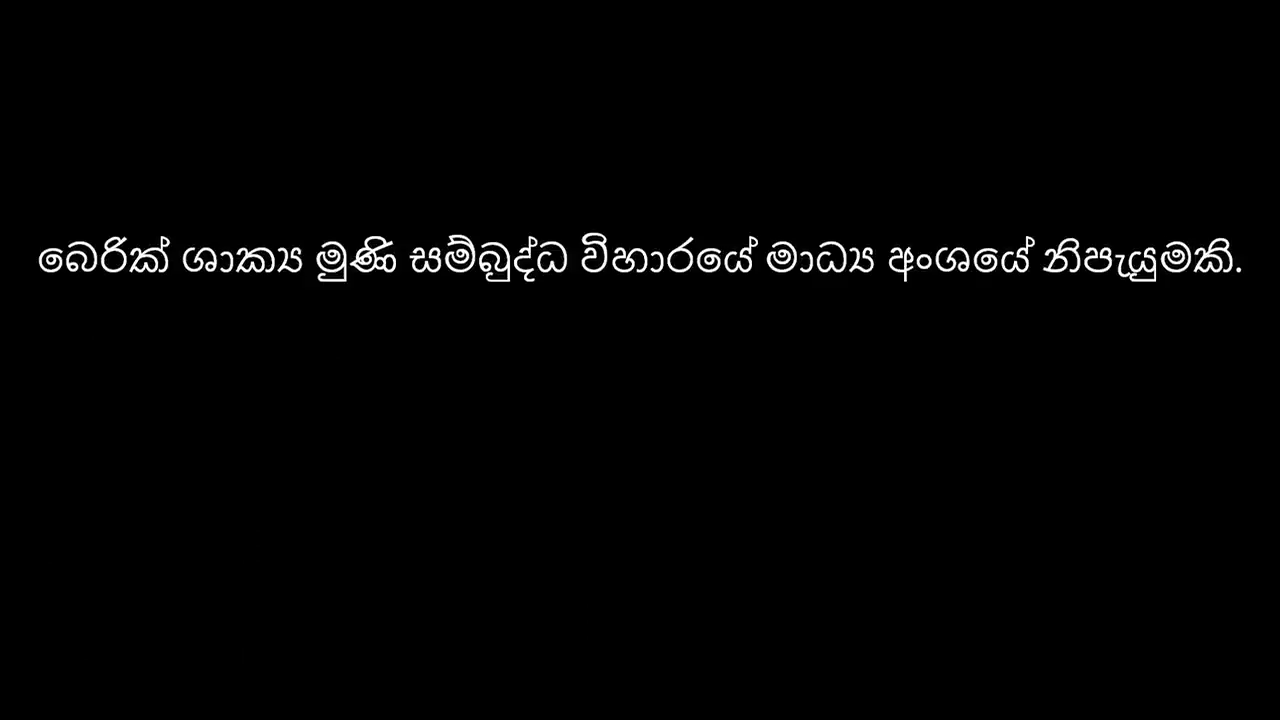 බෙරික් ශාක්‍ය මුණි සම්බුද්ධ විහාරයේ මාධ්‍ය අංශයේ නිපැයුමකි.